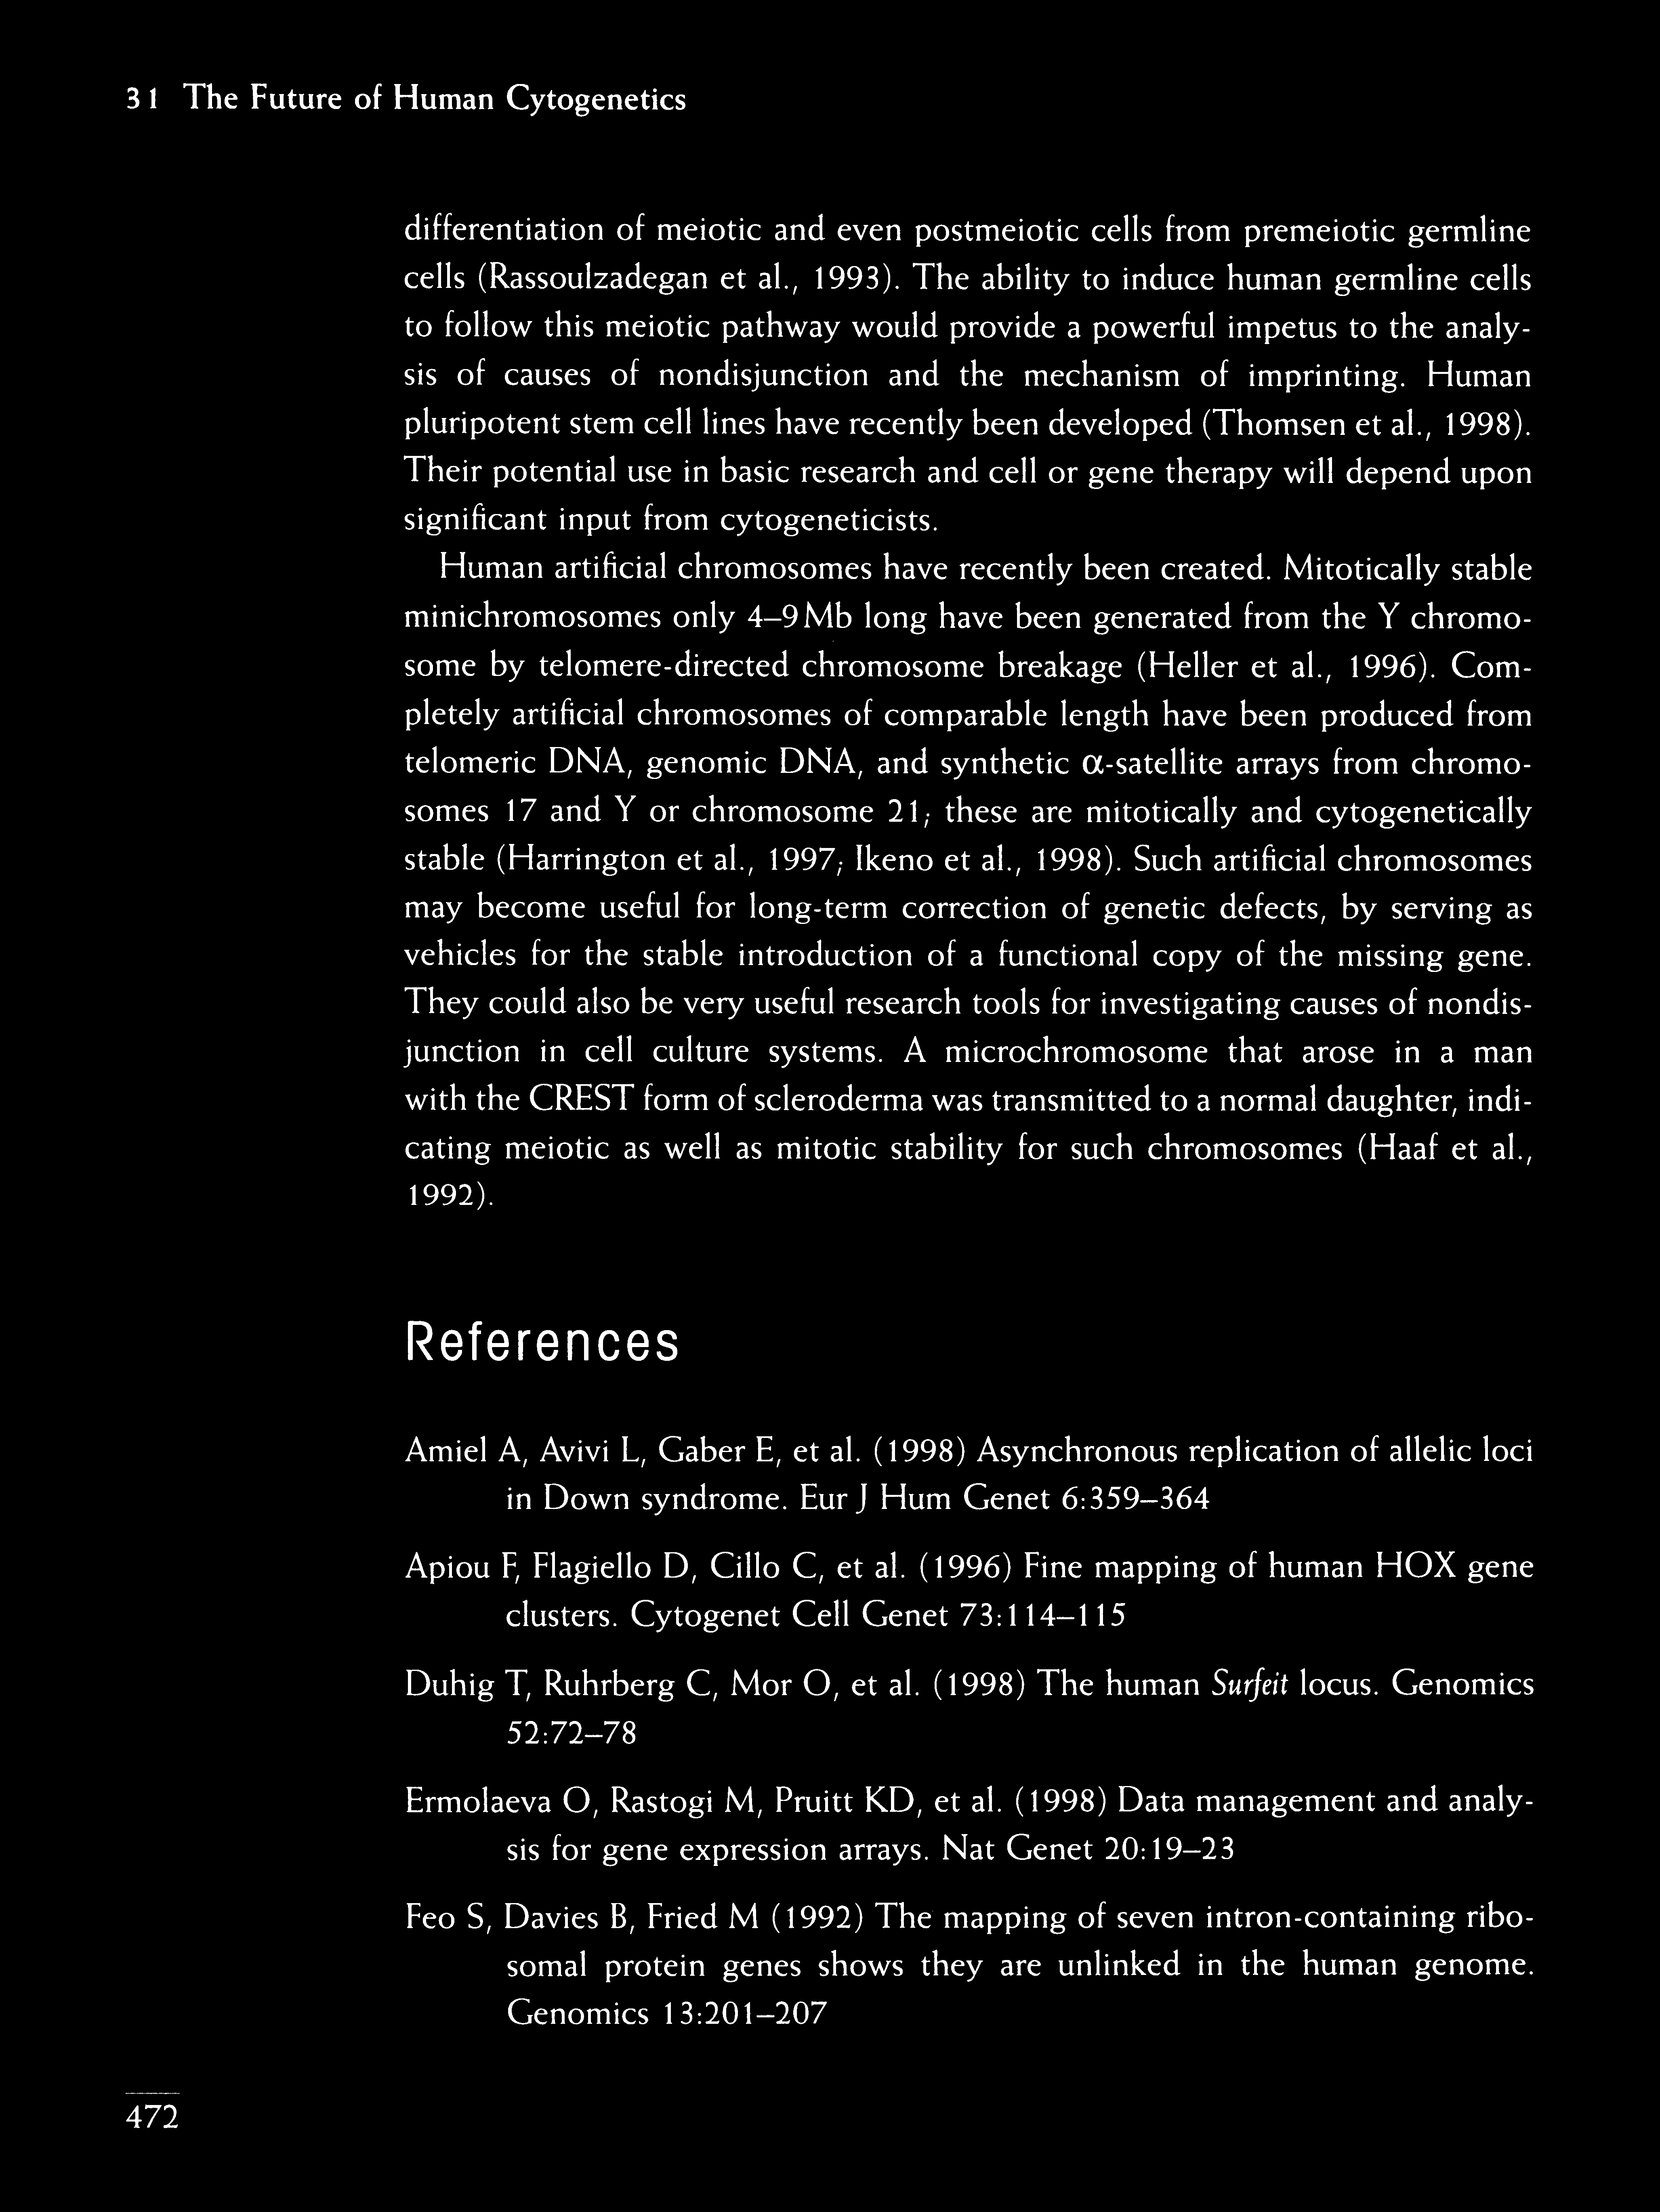 31 The Future of Human Cytogenetics
differentiation of meiotic and even postmeiotic cells from premeiotic germline
cells (Rassoulzadegan et al., 1993). The ability to induce human germline cells
to follow this meiotic pathway would provide a powerful impetus to the analy-
sis of causes of nondisjunction and the mechanism of imprinting. Human
pluripotent stem cell lines have recently been developed (Thomsen et al., 1998).
Their potential use in basic research and cell or gene therapy will depend upon
significant input from cytogeneticists.
Human artificial chromosomes have recently been created. Mitotically stable
minichromosomes only 4–9 Mb long have been generated from the Y chromo-
some by telomere-directed chromosome breakage (Heller et al., 1996). Com-
pletely artificial chromosomes of comparable length have been produced from
telomeric DNA, genomic DNA, and synthetic α-satellite arrays from chromo-
somes 17 and Y or chromosome 21; these are mitotically and cytogenetically
stable (Harrington et al., 1997; Ikeno et al., 1998). Such artificial chromosomes
may become useful for long-term correction of genetic defects, by serving as
vehicles for the stable introduction of a functional copy of the missing gene.
They could also be very useful research tools for investigating causes of nondis-
junction in cell culture systems. A microchromosome that arose in a man
with the CREST form of scleroderma was transmitted to a normal daughter, indi-
cating meiotic as well as mitotic stability for such chromosomes (Haaf et al.,
1992).
References
Amiel A, Avivi L, Gaber E, et al. (1998) Asynchronous replication of allelic loci
in Down syndrome. Eur J Hum Genet 6:359–364
Apiou F, Flagiello D, Cillo C, et al. (1996) Fine mapping of human HOX gene
clusters. Cytogenet Cell Genet 73:114–115
Duhig T, Ruhrberg C, Mor O, et al. (1998) The human Surfeit locus. Genomics
52:72–78
Ermolaeva O, Rastogi M, Pruitt KD, et al. (1998) Data management and analy-
sis for gene expression arrays. Nat Genet 20:19–23
Feo S, Davies B, Fried M (1992) The mapping of seven intron-containing ribo-
somal protein genes shows they are unlinked in the human genome.
Genomics 13:201–207
472